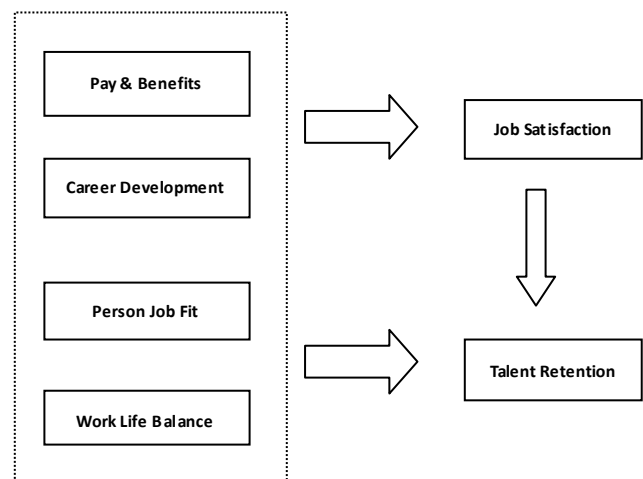 Pay & Benefits
Career Development
Person Job Fit
Work Life Balance
Job Satisfaction
Talent Retention